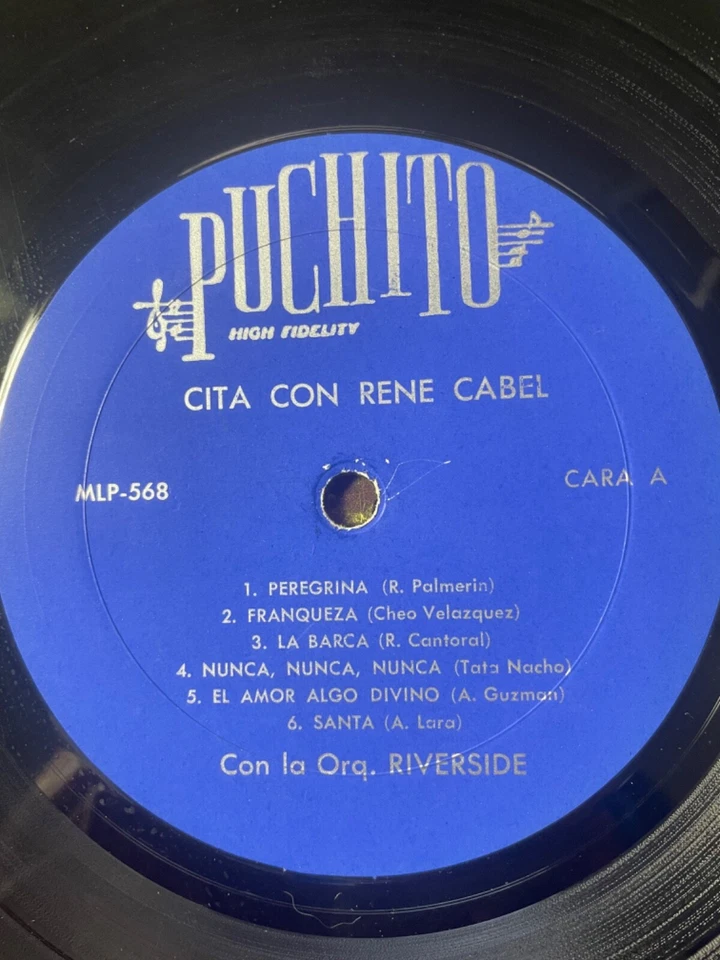 PUCHITO
HIGH FIDELITY
CITA CON RENE CABEL
MLP-568
CARA A
1. PEREGRINA (R. Palmerin)
2. FRANQUEZA (Cheo Velazquez)
3. LA BARCA (R. Cantoral)
4. NUNCA, NUNCA, NUNCA (Tata Nacho)
5. EL AMOR ALGO DIVINO (A. Guzman)
6. SANTA (A. Lara)
Con la Orq. RIVERSIDE